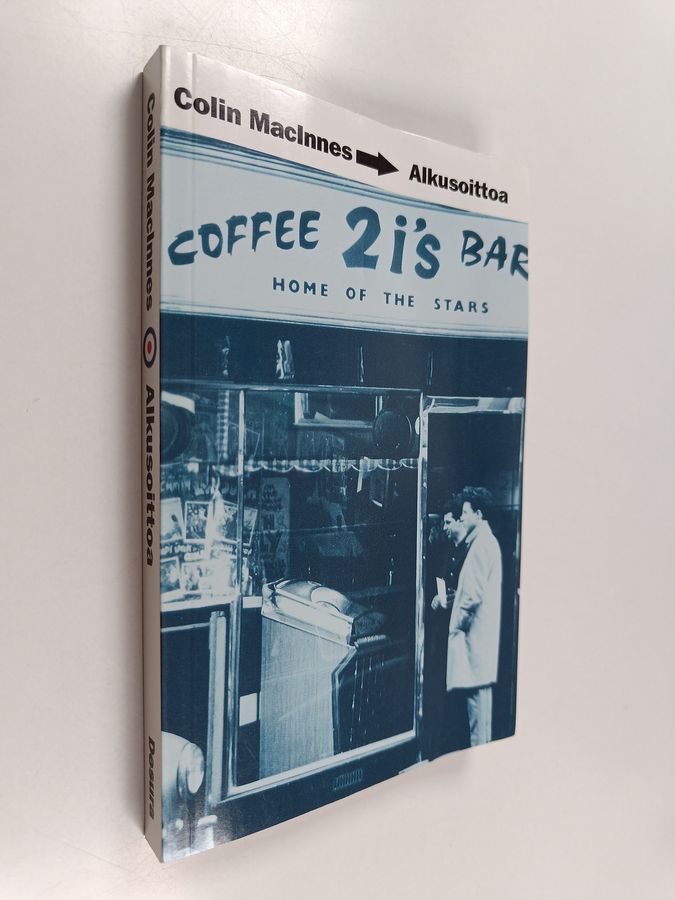 Colin MacInnes
Alkusoittoa
COFFEE 2i's BAR
HOME OF THE STARS
Colin MacInnes Alkusoittoa Desura